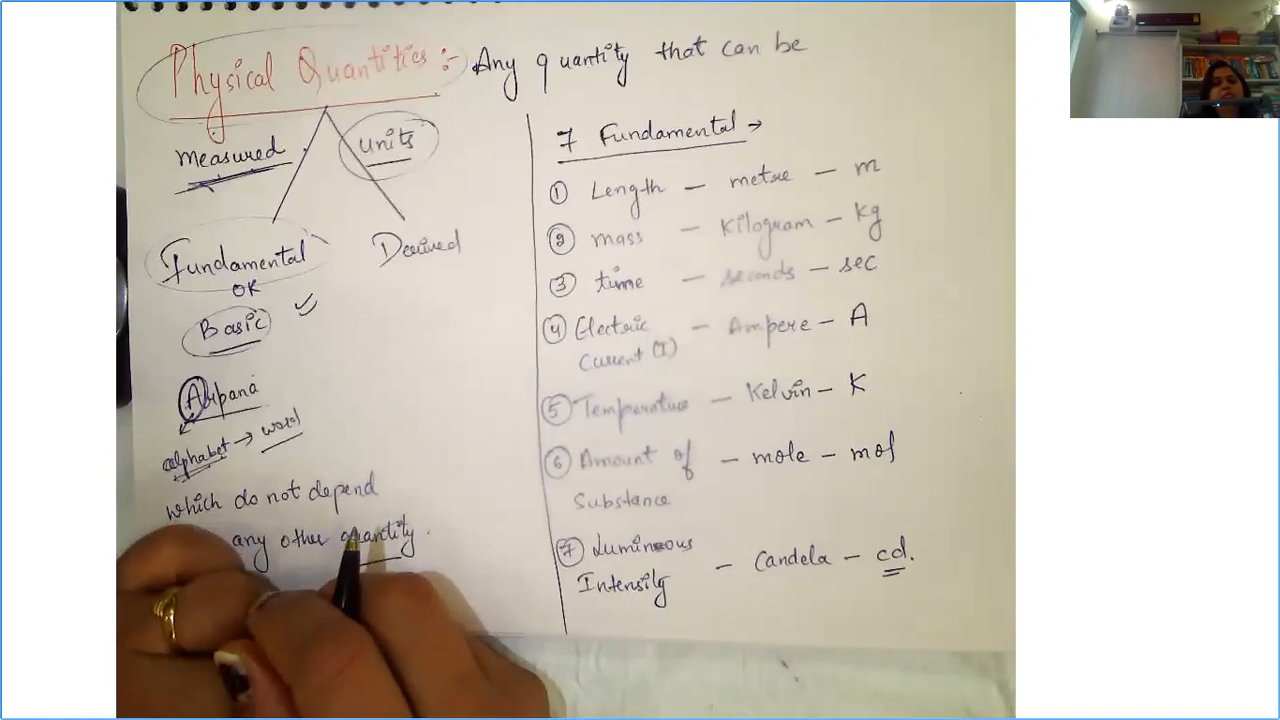 Physical Quantities :- Any quantity that can be
measured units
Fundamental Derived
OR
Basic
Arpana
alphabet → word
which do not depend
any other quantity.
7 Fundamental →
① Length - metre - m
② mass - Kilogram - kg
③ time - seconds - sec
④ Electric - Ampere - A
Current (I)
⑤ Temperature - Kelvin - K
⑥ Amount of - mole - mol
Substance
⑦ Luminous
Intensity - Candela - cd.